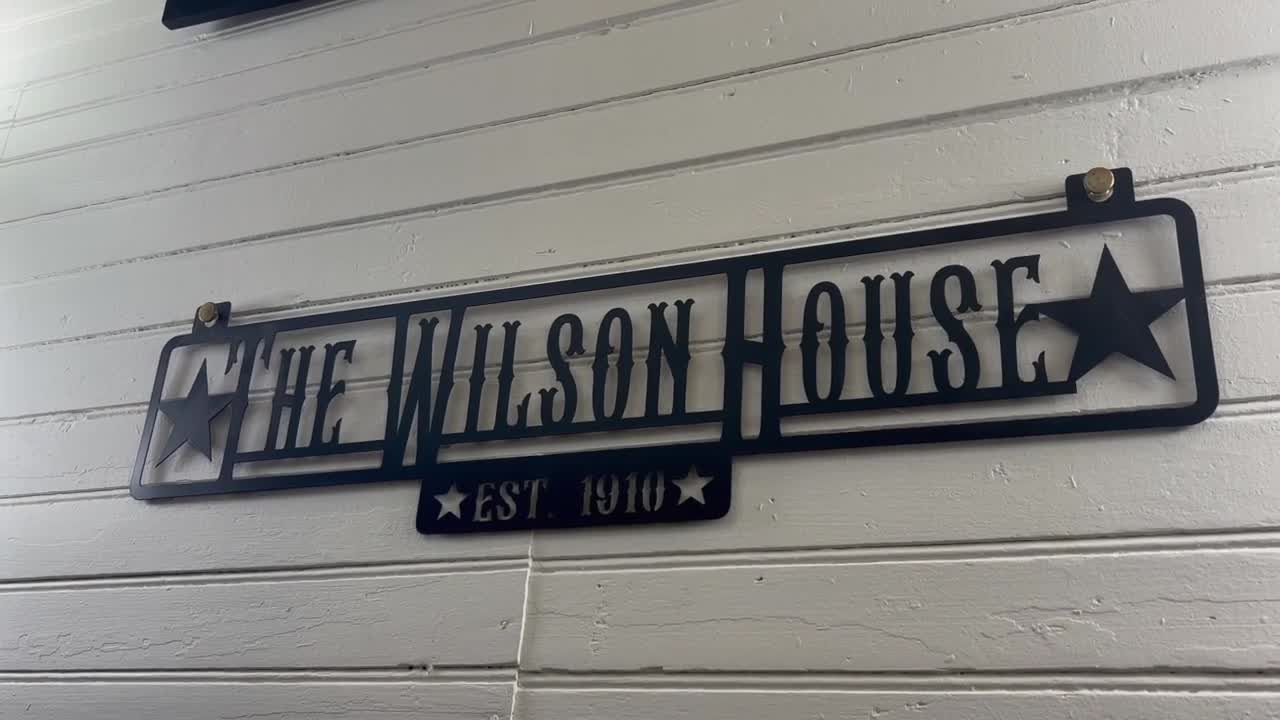 The Wilson House
EST. 1910